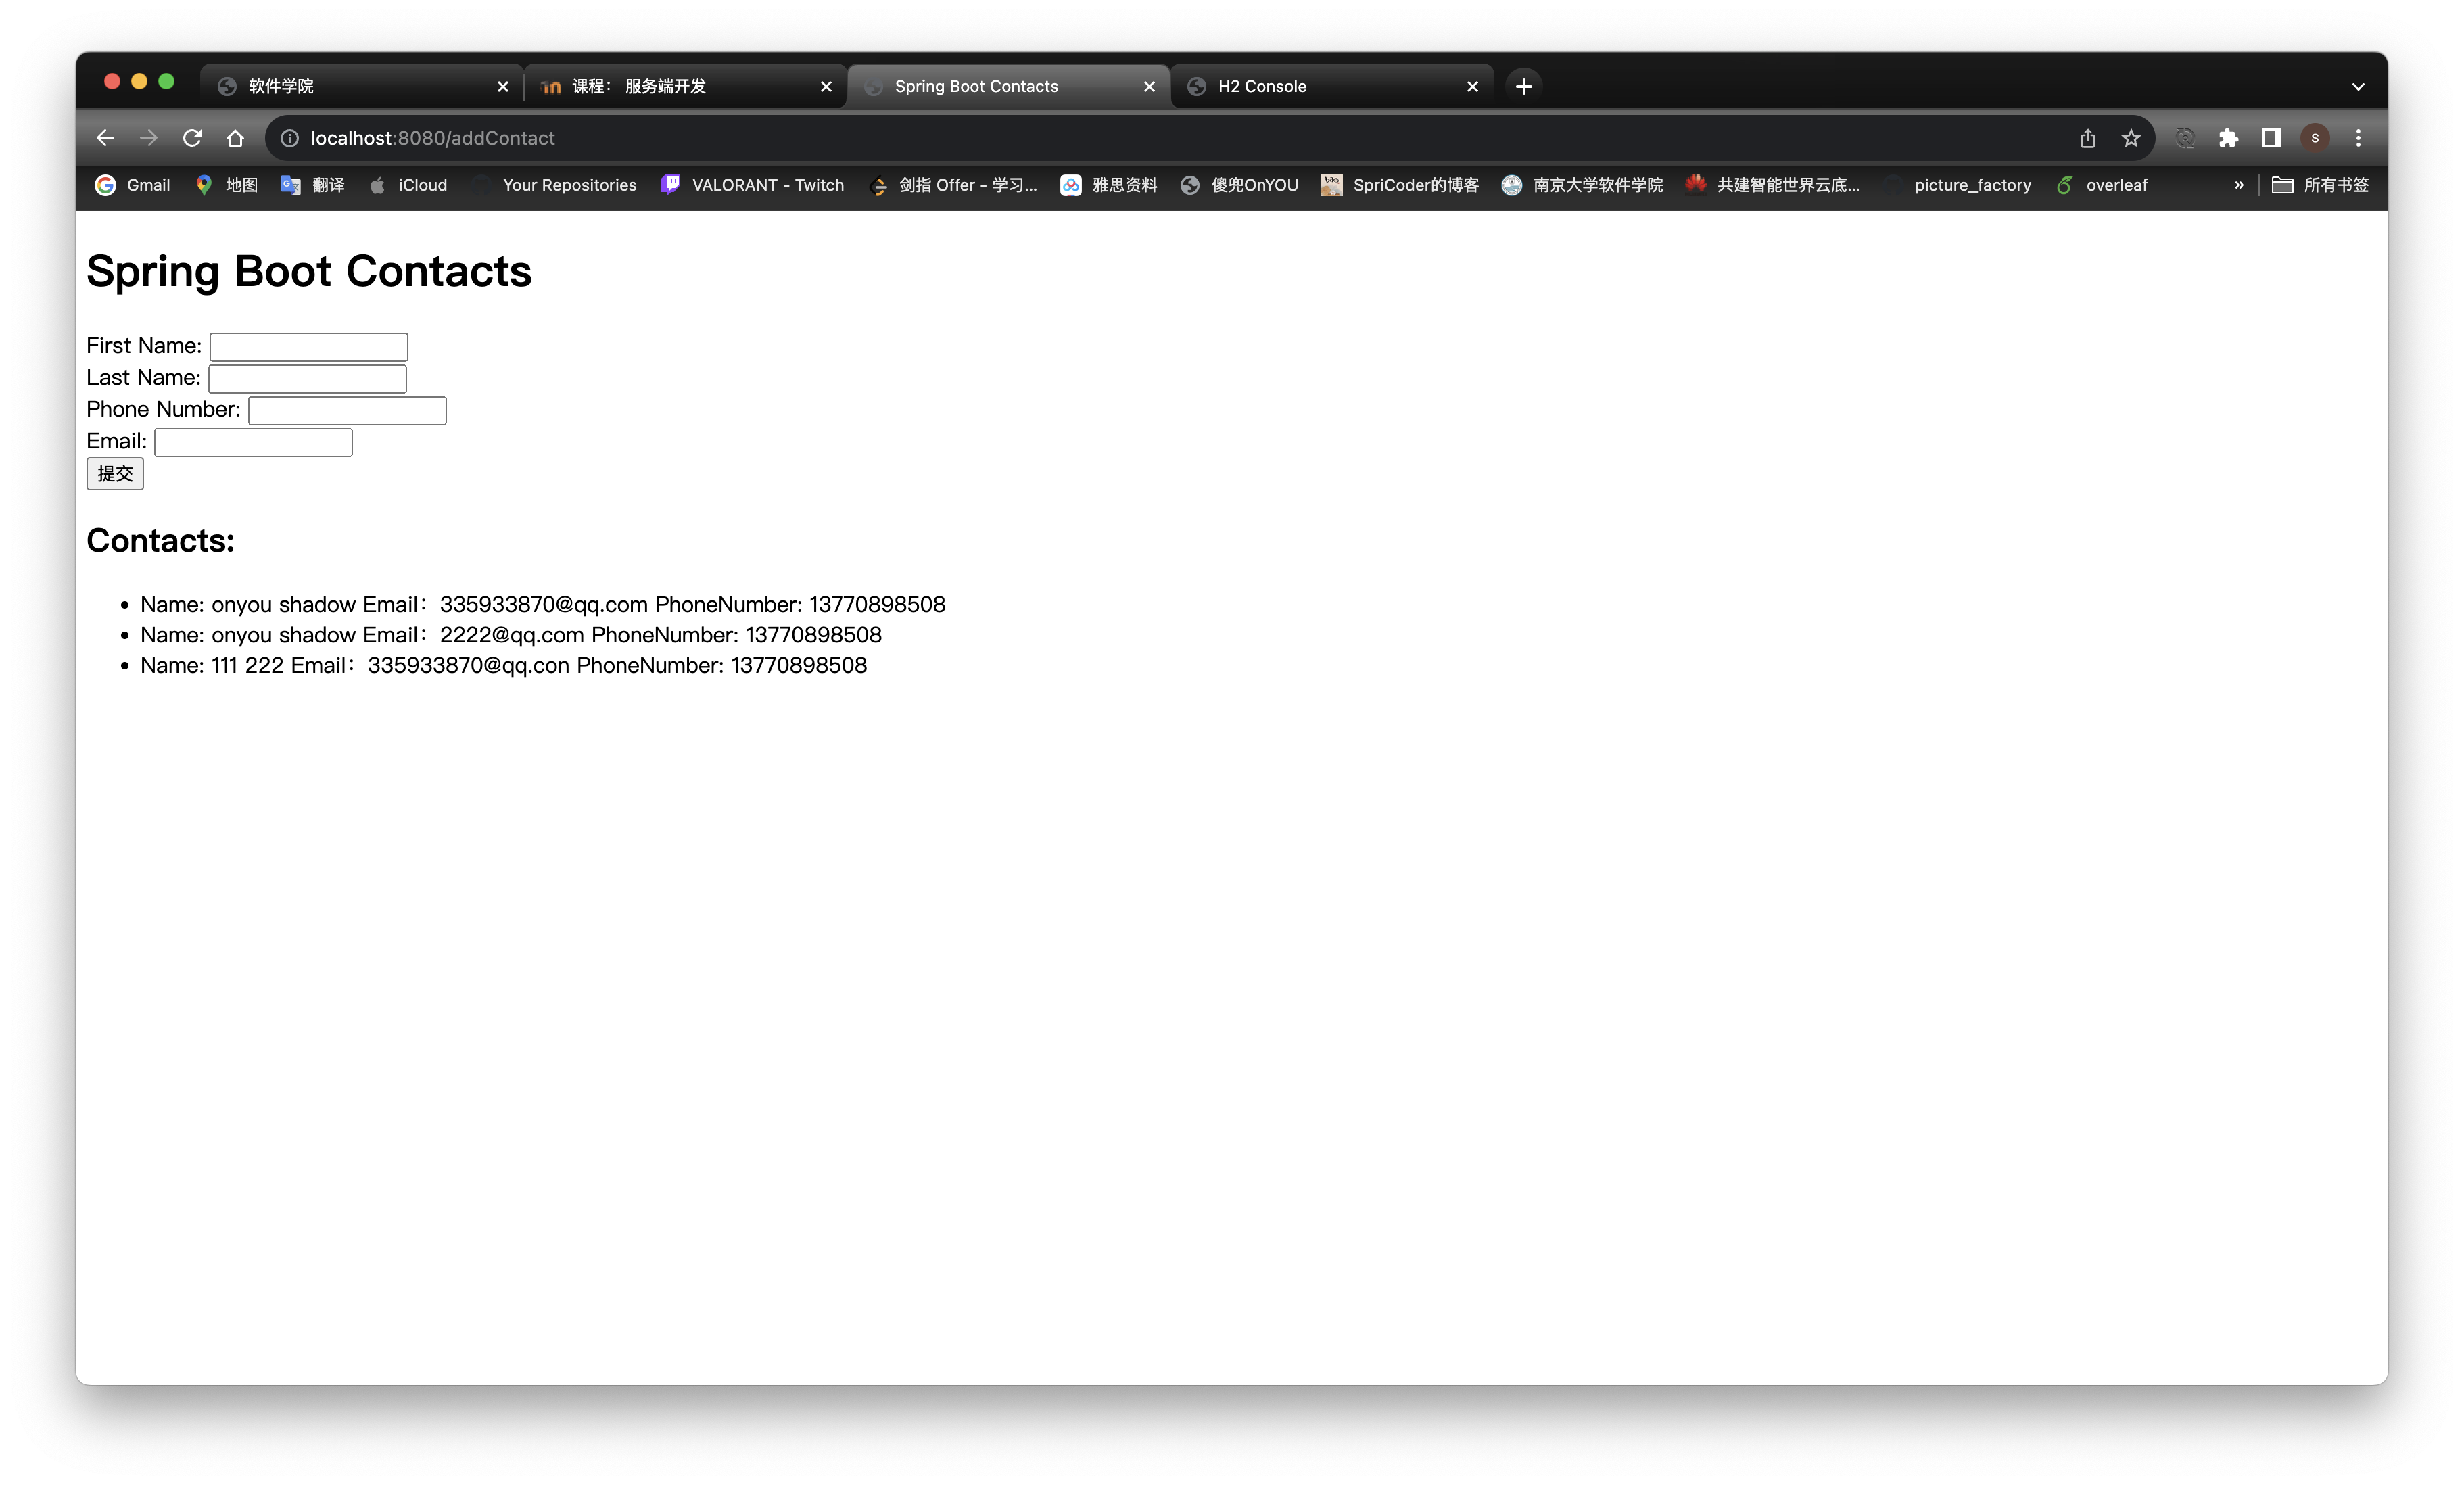 软件学院 课程： 服务端开发 Spring Boot Contacts H2 Console
localhost:8080/addContact S
Gmail 地图 翻译 iCloud Your Repositories VALORANT - Twitch 剑指 Offer - 学习... 雅思资料 傻兜OnYOU SpriCoder的博客 南京大学软件学院 共建智能世界云底... picture_factory overleaf » 所有书签
Spring Boot Contacts
First Name:
Last Name:
Phone Number:
Email:
提交
Contacts:
• Name: onyou shadow Email：335933870@qq.com PhoneNumber: 13770898508
• Name: onyou shadow Email：2222@qq.com PhoneNumber: 13770898508
• Name: 111 222 Email：335933870@qq.con PhoneNumber: 13770898508